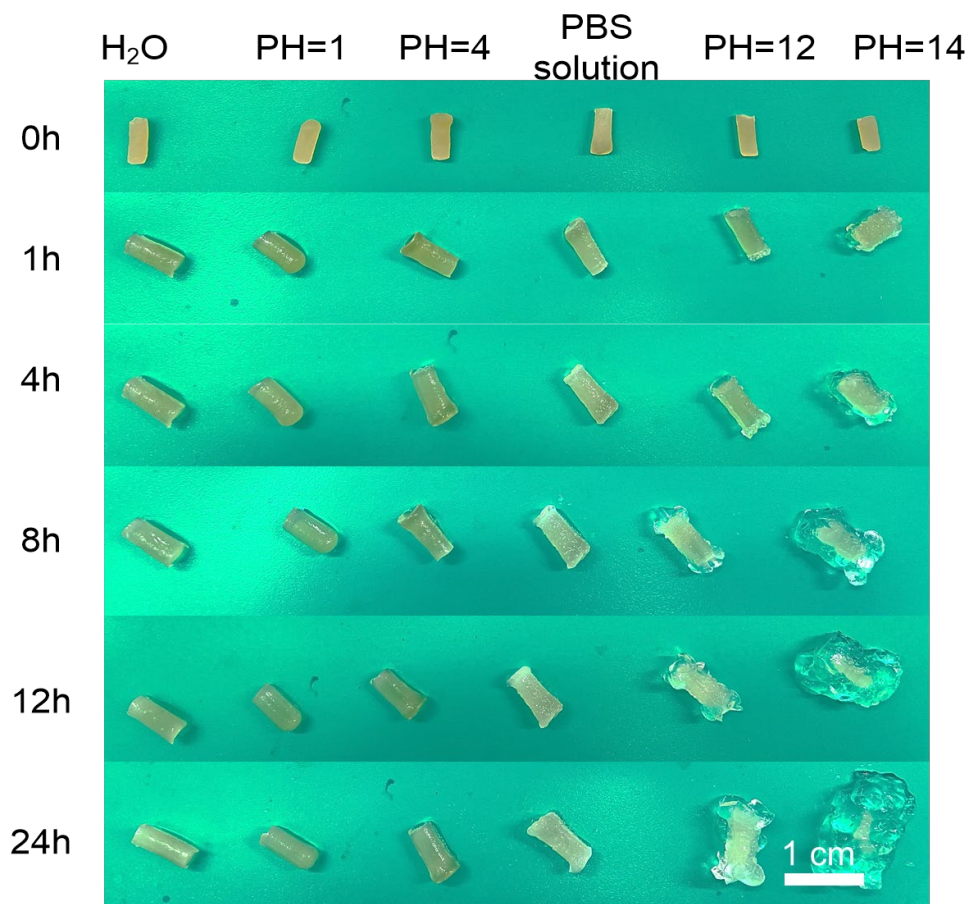 H₂O PH=1 PH=4 PBS solution PH=12 PH=14
0h
1h
4h
8h
12h
24h
1 cm